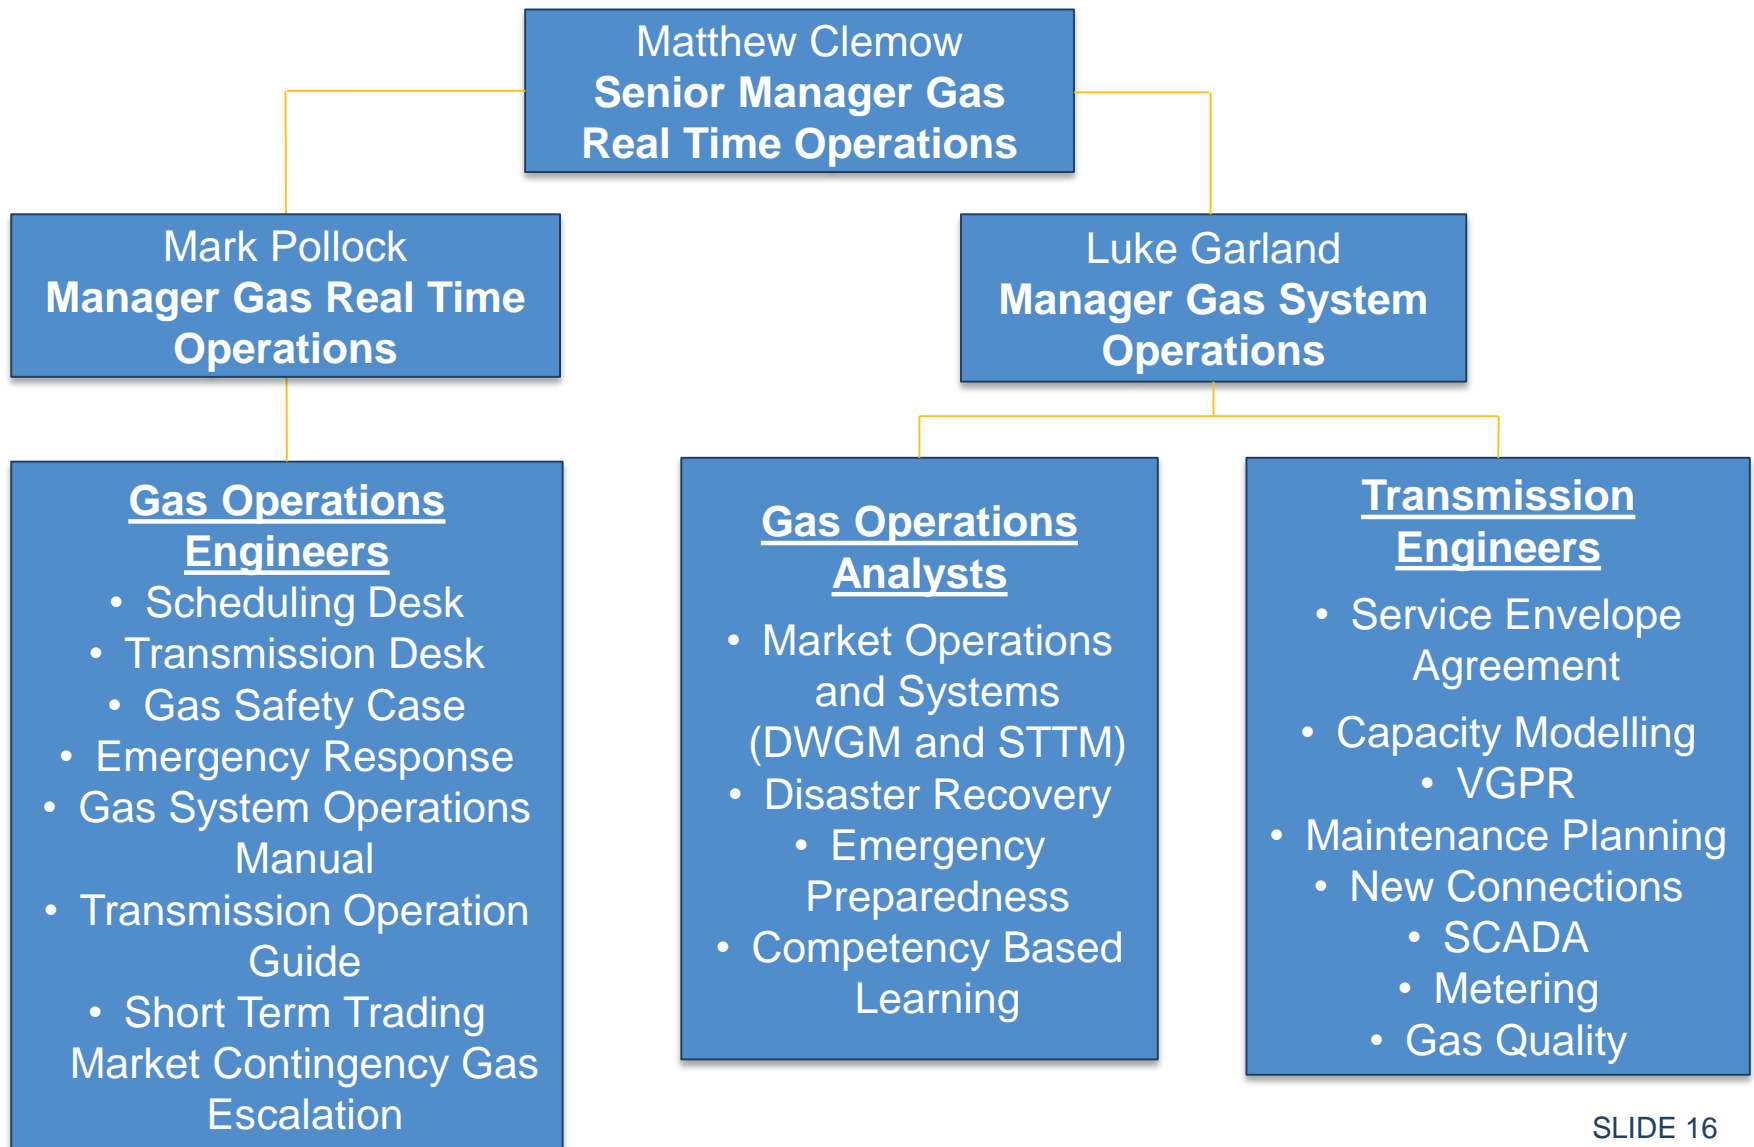 Matthew Clemow
Senior Manager Gas
Real Time Operations
Mark Pollock
Manager Gas Real Time
Operations
Luke Garland
Manager Gas System
Operations
Gas Operations
Engineers
• Scheduling Desk
• Transmission Desk
• Gas Safety Case
• Emergency Response
• Gas System Operations
Manual
• Transmission Operation
Guide
• Short Term Trading
Market Contingency Gas
Escalation
Gas Operations
Analysts
• Market Operations
and Systems
(DWGM and STTM)
• Disaster Recovery
• Emergency
Preparedness
• Competency Based
Learning
Transmission
Engineers
• Service Envelope
Agreement
• Capacity Modelling
• VGPR
• Maintenance Planning
• New Connections
• SCADA
• Metering
• Gas Quality
SLIDE 16